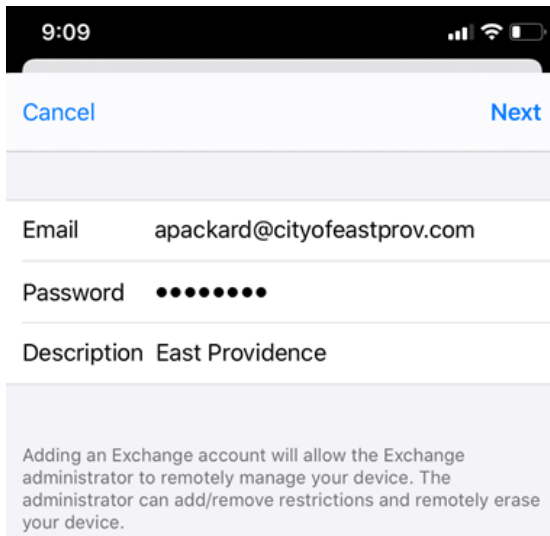 9:09
Cancel Next
Email apackard@cityofeastprov.com
Password ••••••••
Description East Providence
Adding an Exchange account will allow the Exchange
administrator to remotely manage your device. The
administrator can add/remove restrictions and remotely erase
your device.